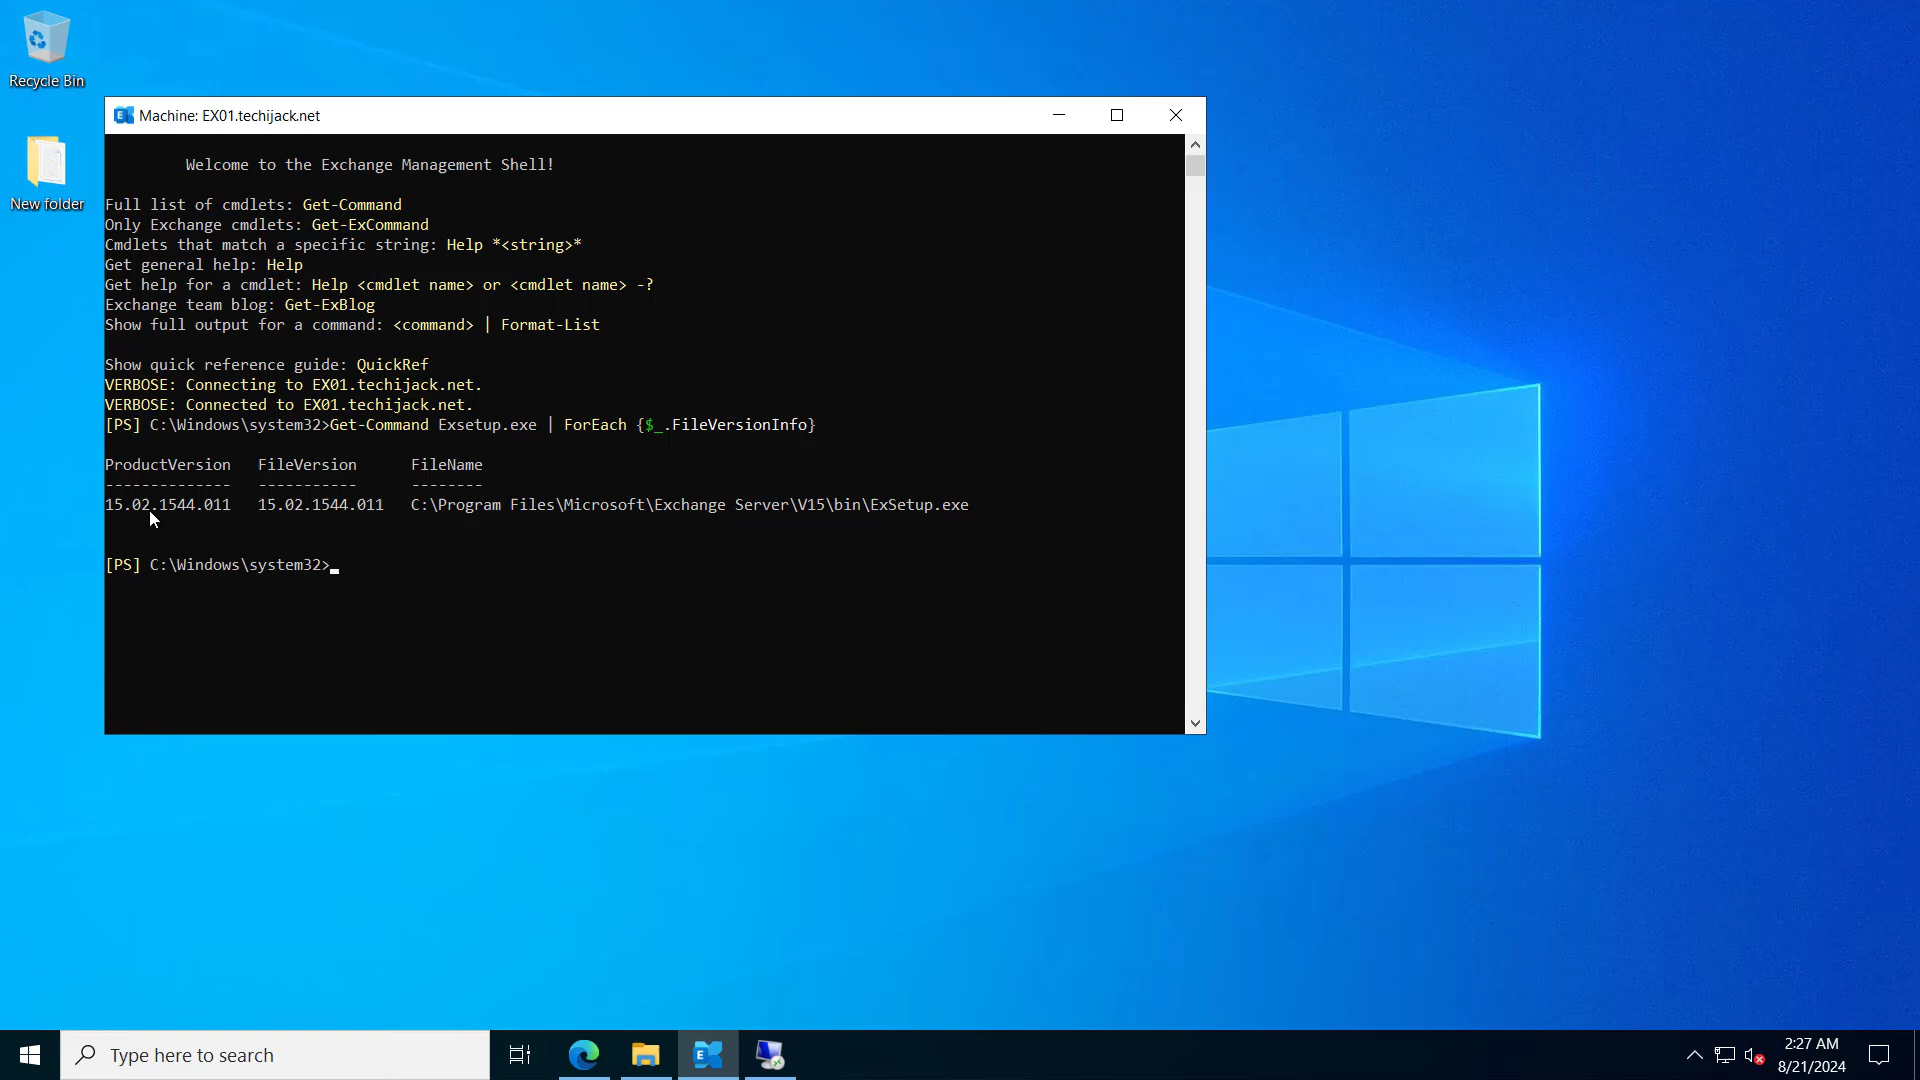 Recycle Bin
New folder
Machine: EX01.techijack.net
Welcome to the Exchange Management Shell!
Full list of cmdlets: Get-Command
Only Exchange cmdlets: Get-ExCommand
Cmdlets that match a specific string: Help *<string>*
Get general help: Help
Get help for a cmdlet: Help <cmdlet name> or <cmdlet name> -?
Exchange team blog: Get-ExBlog
Show full output for a command: <command> | Format-List
Show quick reference guide: QuickRef
VERBOSE: Connecting to EX01.techijack.net.
VERBOSE: Connected to EX01.techijack.net.
[PS] C:\Windows\system32>Get-Command Exsetup.exe | ForEach {$_.FileVersionInfo}
ProductVersion   FileVersion      FileName
--------------   -----------      --------
15.02.1544.011   15.02.1544.011   C:\Program Files\Microsoft\Exchange Server\V15\bin\ExSetup.exe
[PS] C:\Windows\system32>
Type here to search
2:27 AM
8/21/2024